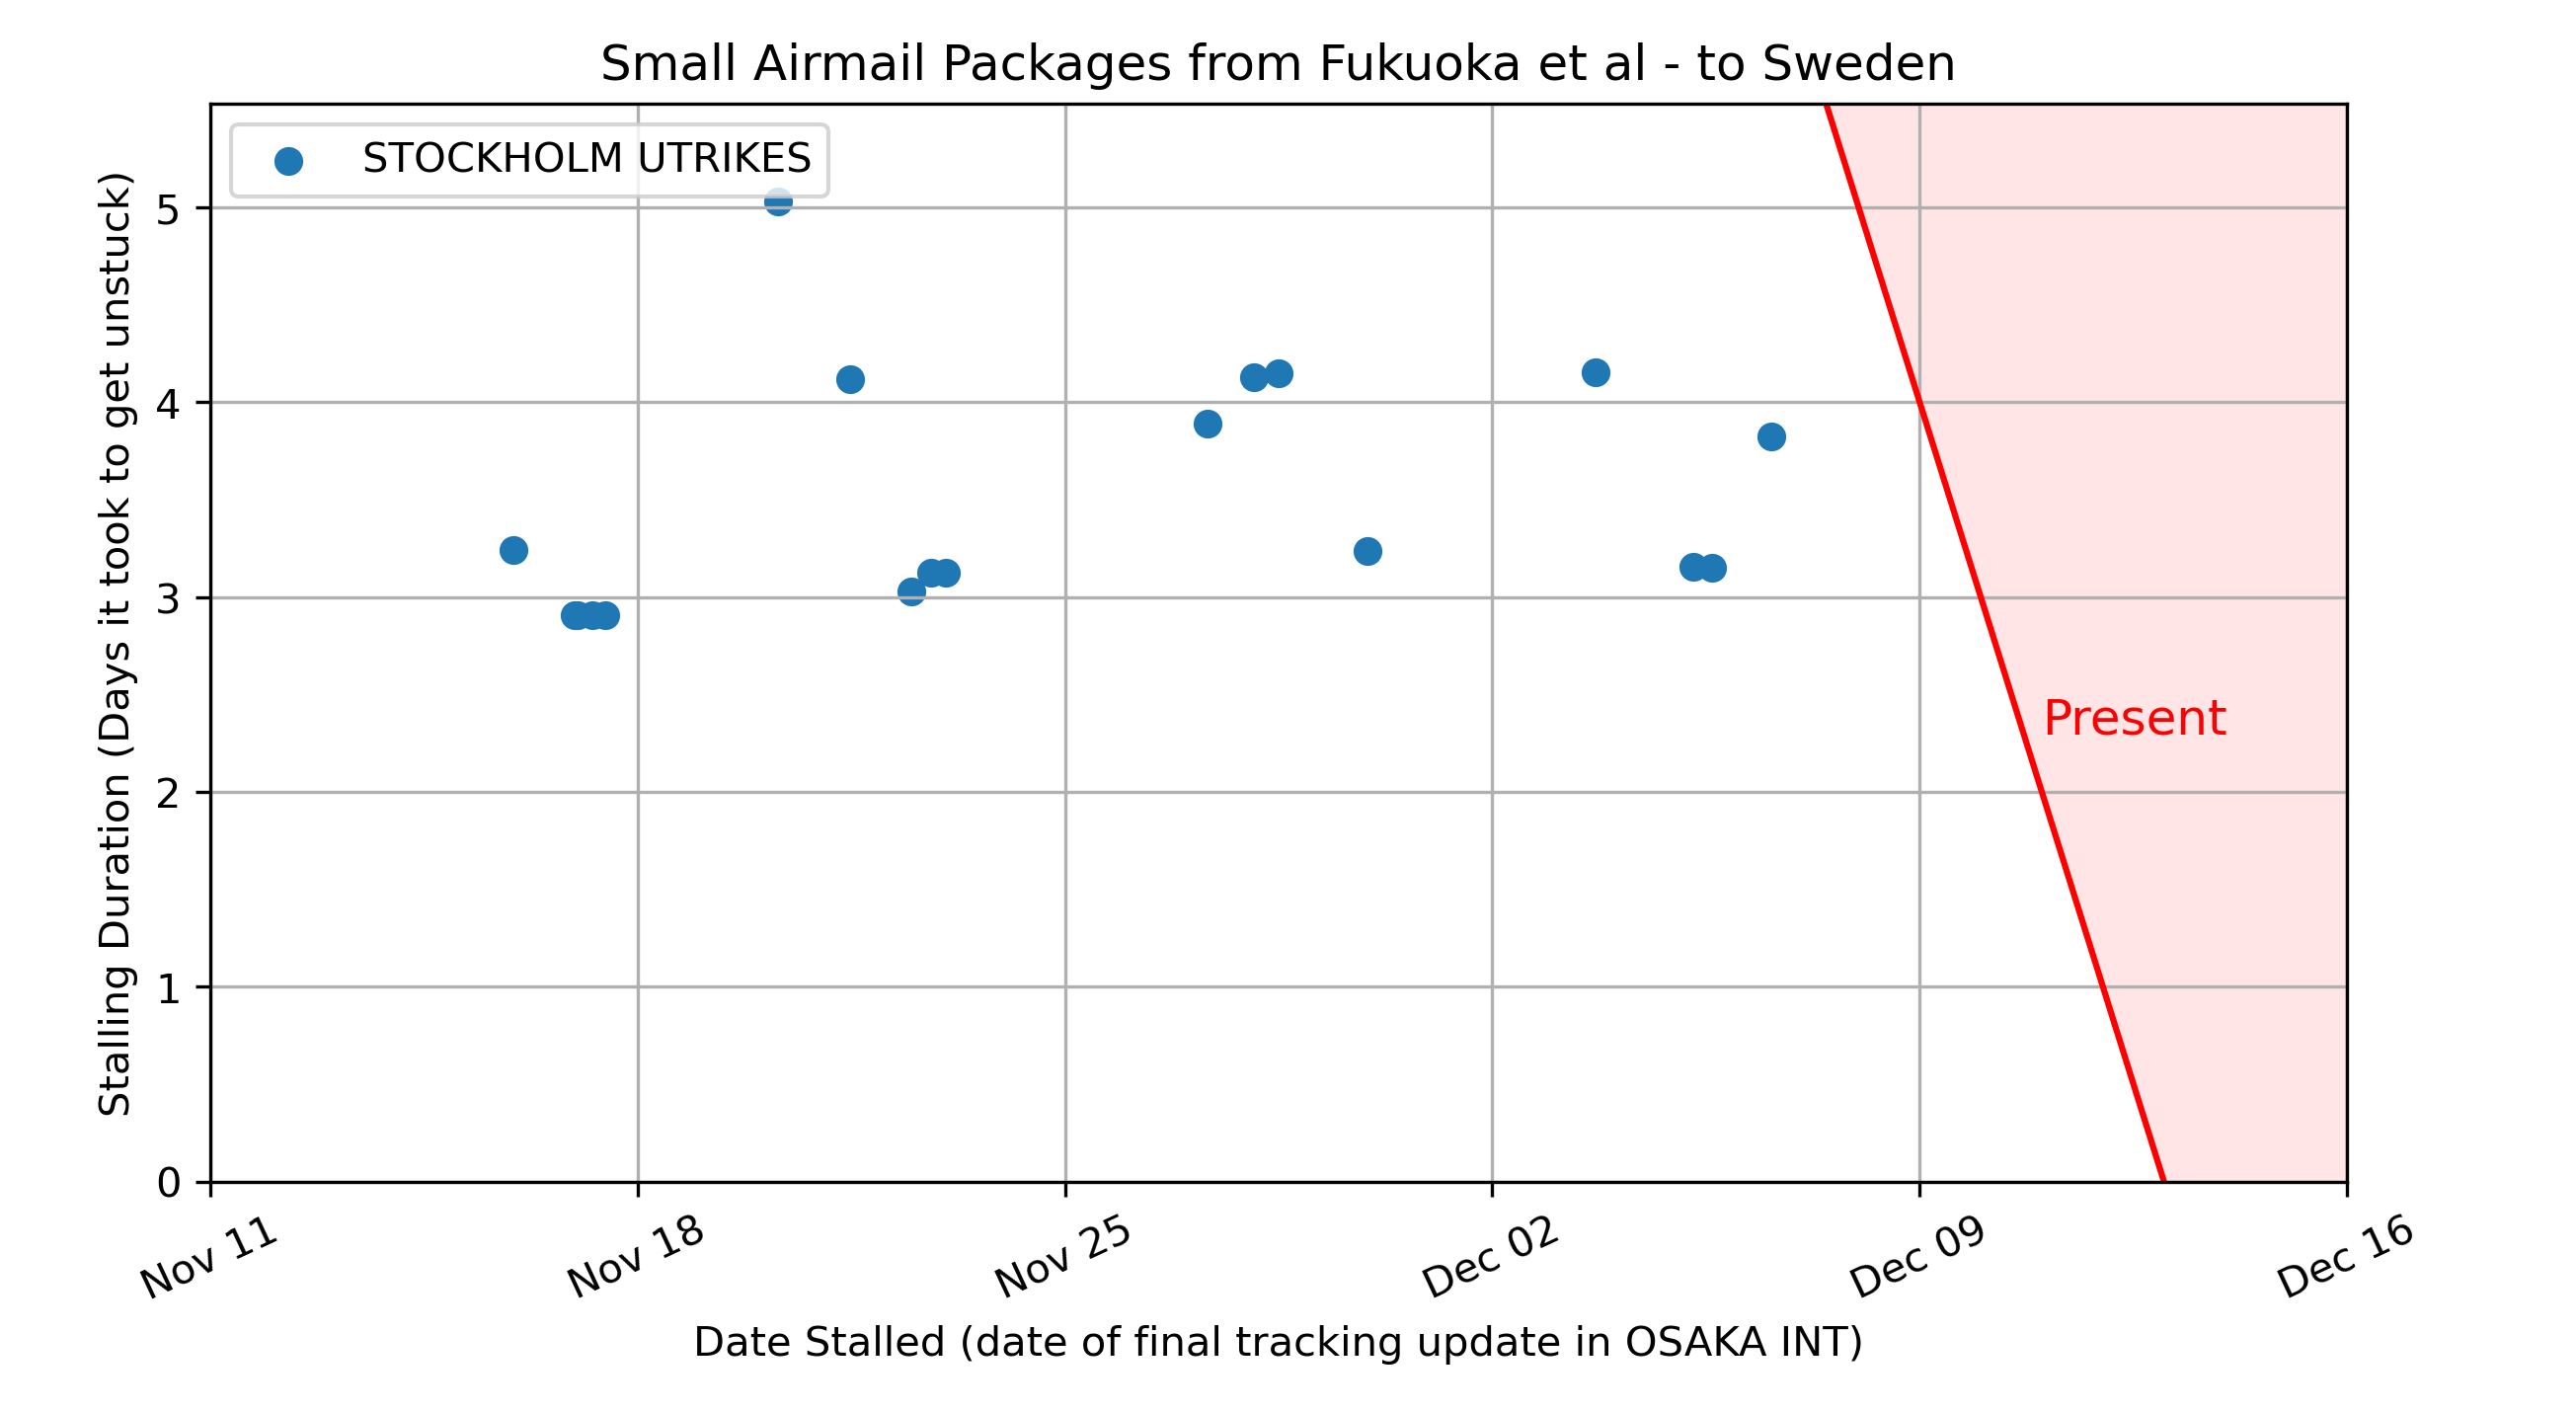 Small Airmail Packages from Fukuoka et al - to Sweden
STOCKHOLM UTRIKES
Stalling Duration (Days it took to get unstuck)
5
4
3
2
1
0
Present
Nov 11
Nov 18
Nov 25
Dec 02
Dec 09
Dec 16
Date Stalled (date of final tracking update in OSAKA INT)